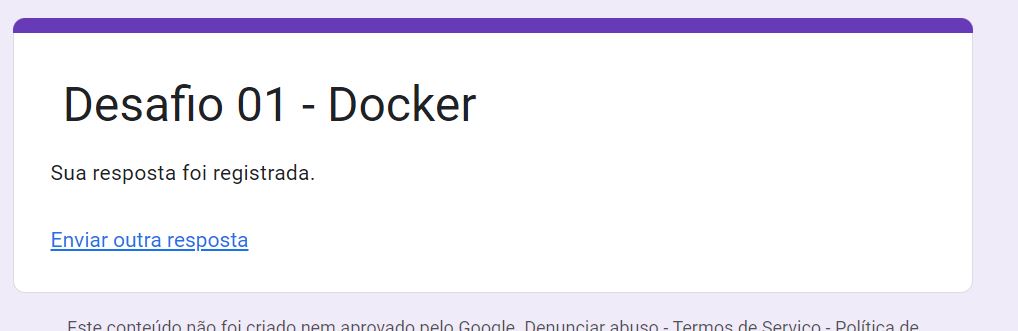 Desafio 01 - Docker
Sua resposta foi registrada.
Enviar outra resposta
Este conteúdo não foi criado nem aprovado pelo Google. Denunciar abuso - Termos de Serviço - Política de